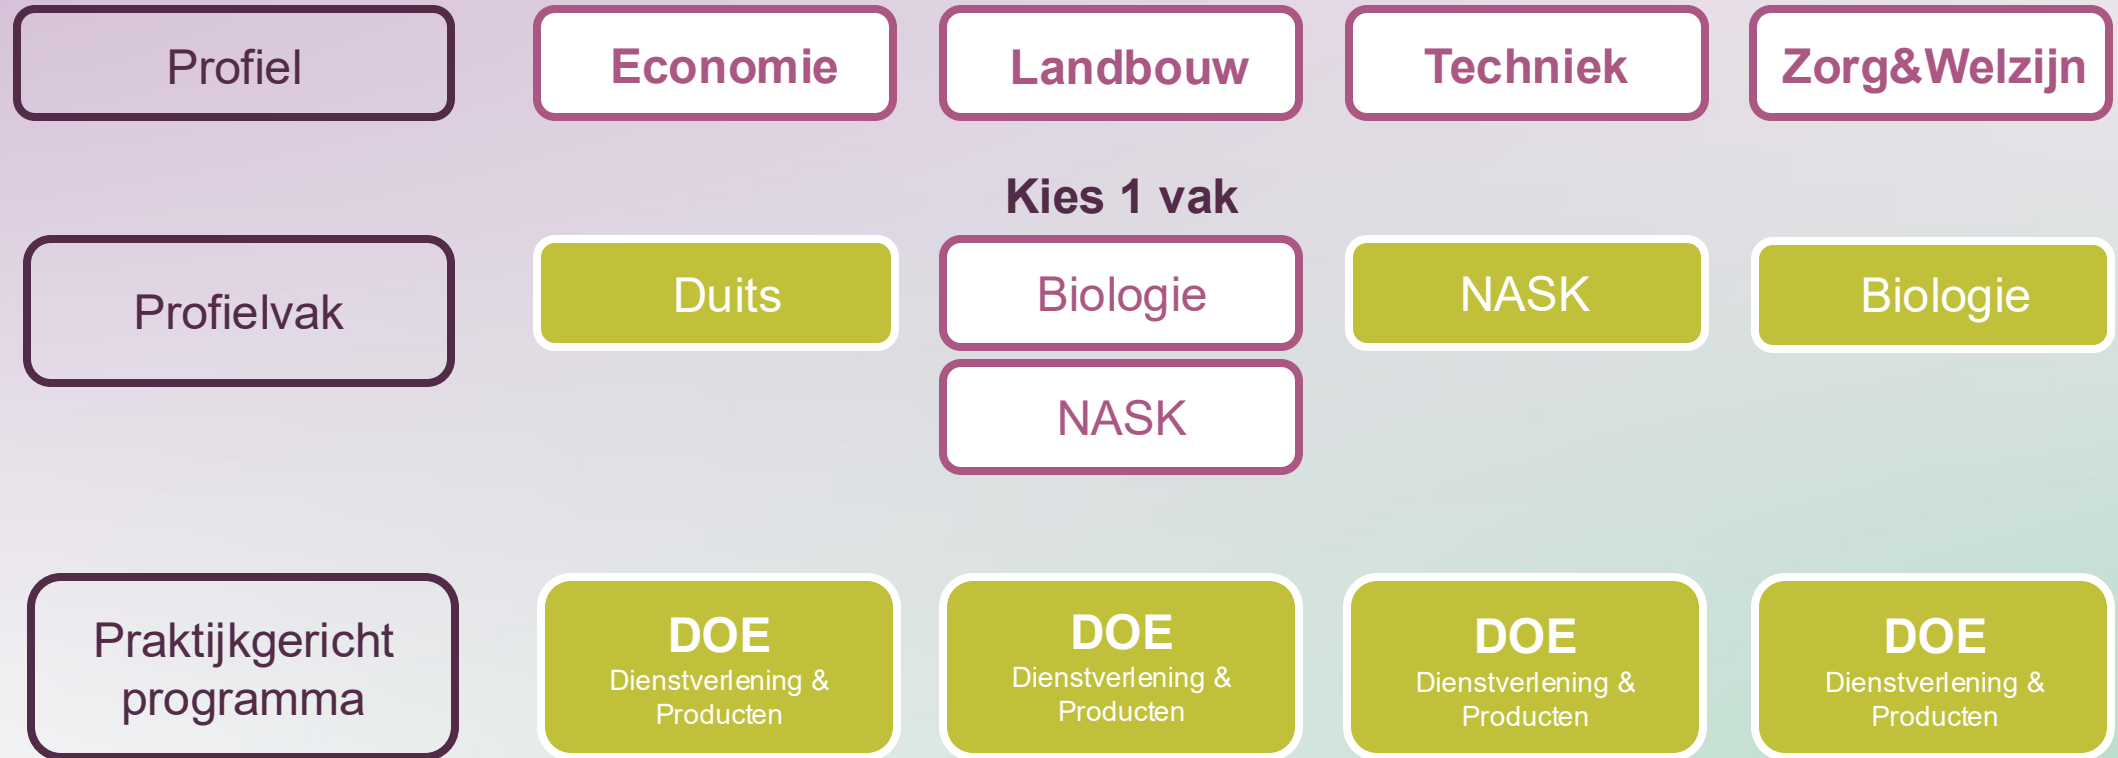 Profiel
Economie
Landbouw
Techniek
Zorg&Welzijn
Kies 1 vak
Profielvak
Duits
Biologie
NASK
NASK
Biologie
Praktijkgericht
programma
DOE
Dienstverlening &
Producten
DOE
Dienstverlening &
Producten
DOE
Dienstverlening &
Producten
DOE
Dienstverlening &
Producten